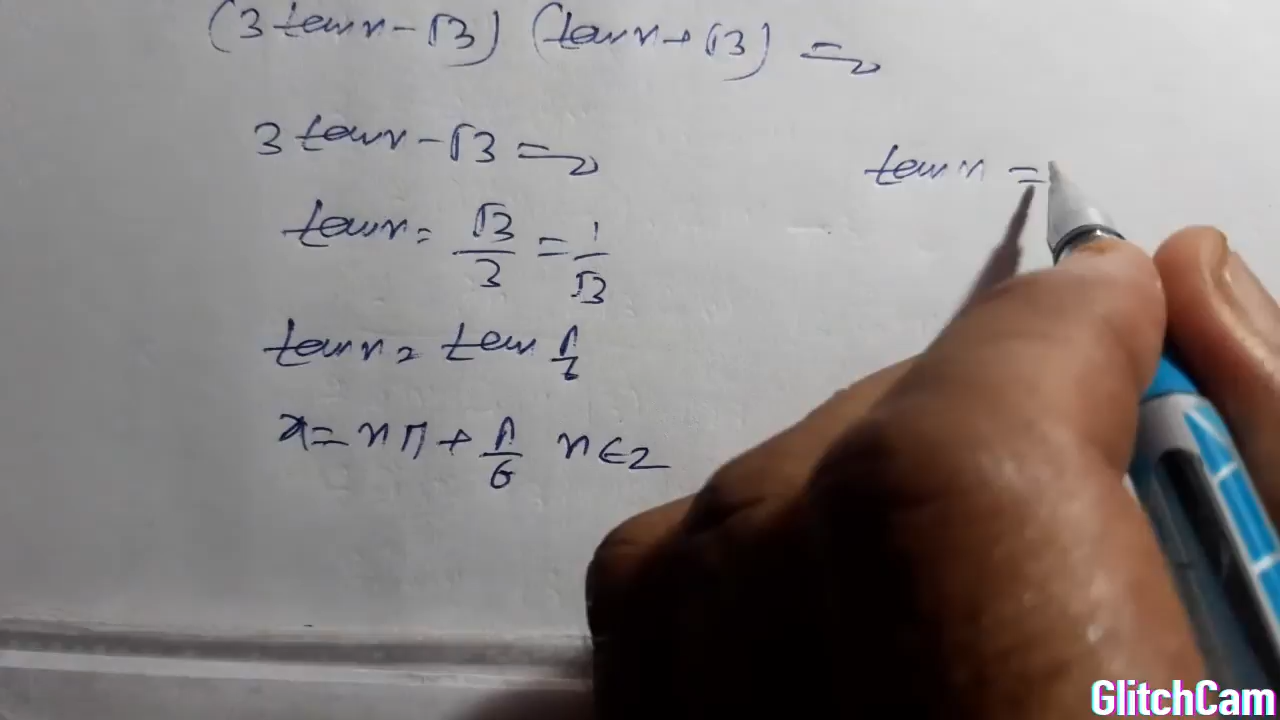 (3 tan x - √3) (tan x + √3) = 0
3 tan x - √3 = 0
tan x = √3/3 = 1/√3
tan x = tan π/6
x = nπ + π/6 n ∈ Z
tan x =
GlitchCam